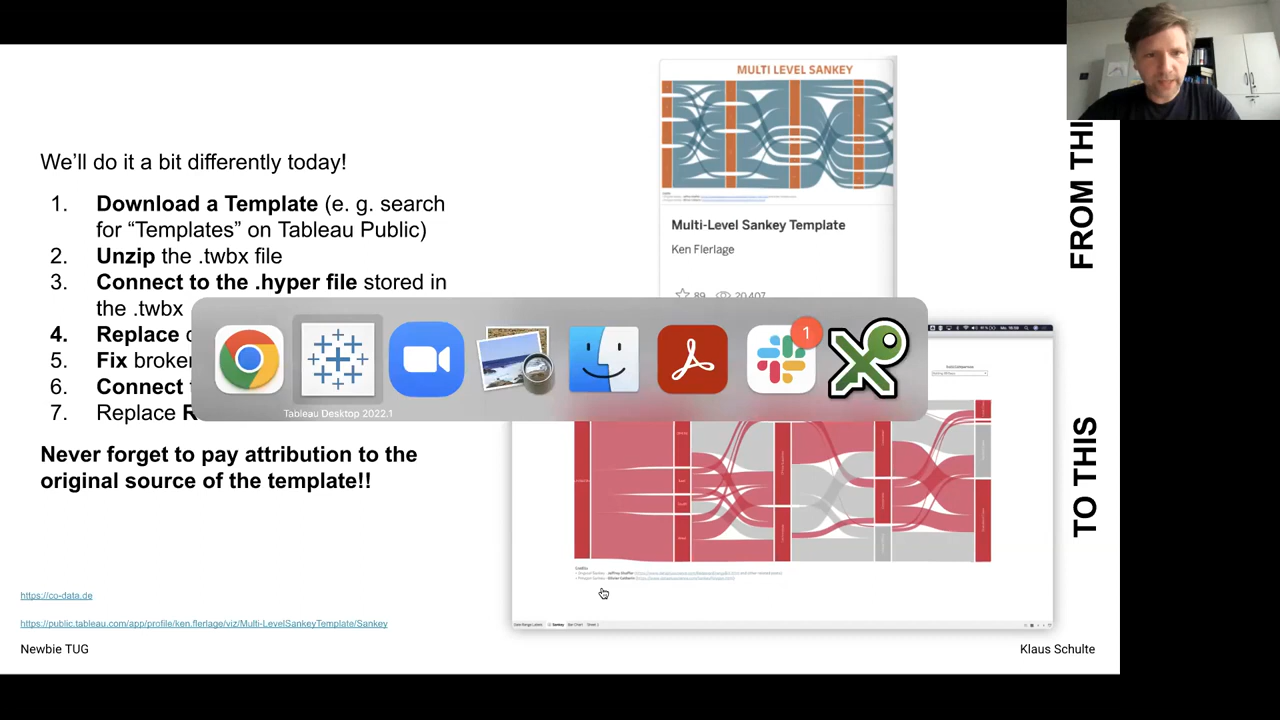 MULTI LEVEL SANKEY
We'll do it a bit differently today!
1. Download a Template (e. g. search
for “Templates” on Tableau Public)
2. Unzip the .twbx file
3. Connect to the .hyper file stored in
the .twbx
4. Replace
5. Fix
6. Connect
7. Replace
Never forget to pay attribution to the
original source of the template!!
Multi-Level Sankey Template
Ken Flerlage
89 20,407
FROM THI
1
Tableau Desktop 2022.1
TO THIS
https://co-data.de
https://public.tableau.com/app/profile/ken.flerlage/viz/Multi-LevelSankeyTemplate/Sankey
Newbie TUG
Klaus Schulte